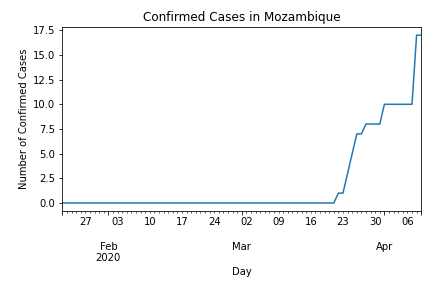 Confirmed Cases in Mozambique
Number of Confirmed Cases
17.5
15.0
12.5
10.0
7.5
5.0
2.5
0.0
27 03 10 17 24 02 09 16 23 30 06
Feb Mar Apr
2020
Day